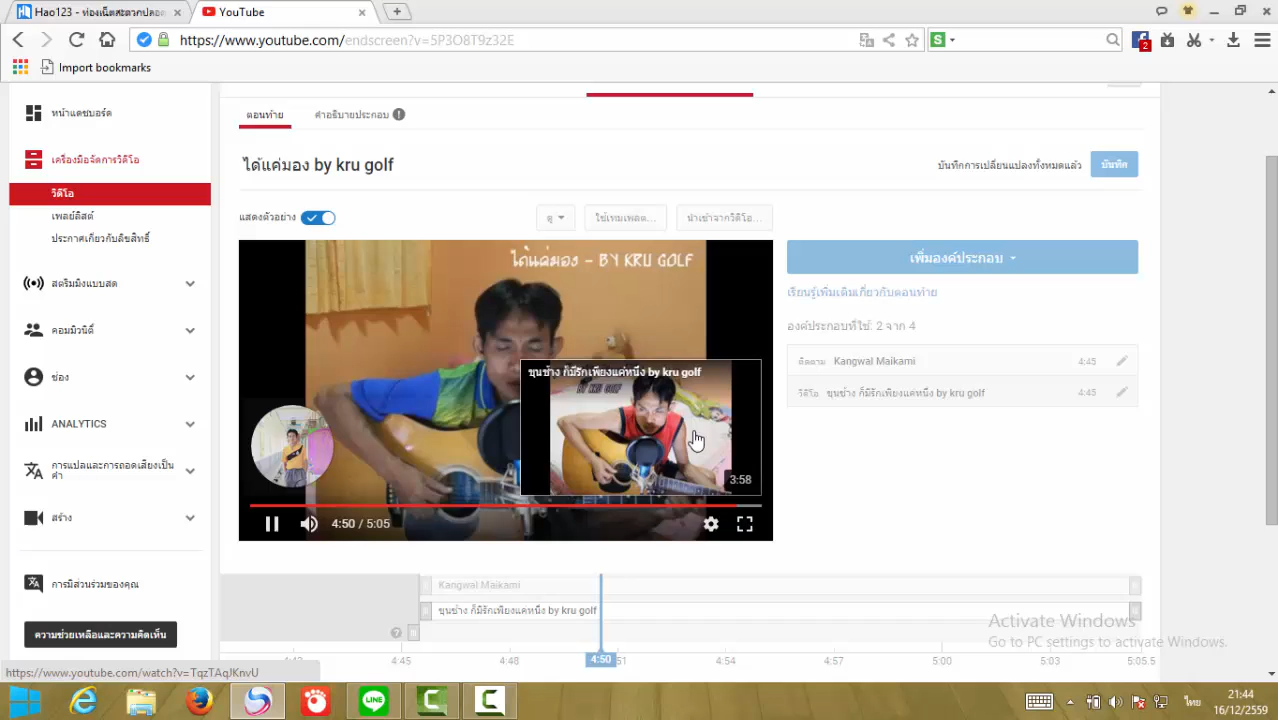 Hao123 - ท่องเน็ตสะดวกปลอด
YouTube
https://www.youtube.com/endscreen?v=5P3O8T9z32E
S
2
Import bookmarks
หน้าแดชบอร์ด
เครื่องมือจัดการวิดีโอ
วิดีโอ
เพลย์ลิสต์
ประกาศเกี่ยวกับลิขสิทธิ์
สตรีมมิงแบบสด
คอมมิวนิตี้
ช่อง
ANALYTICS
การแปลและการถอดเสียงเป็น
คำ
สร้าง
การมีส่วนร่วมของคุณ
ความช่วยเหลือและความคิดเห็น
ตอนท้าย
คำอธิบายประกอบ
ได้แค่มอง by kru golf
บันทึกการเปลี่ยนแปลงทั้งหมดแล้ว
บันทึก
แสดงตัวอย่าง
ดู
ใช้เทมเพลต...
นำเข้าจากวิดีโอ...
ได้แค่มอง - BY KRU GOLF
ขุนช้าง ก็มีรักเพียงแค่หนึ่ง by kru golf
BY KRU GOLF
3:58
4:50 / 5:05
เพิ่มองค์ประกอบ
เรียนรู้เพิ่มเติมเกี่ยวกับตอนท้าย
องค์ประกอบที่ใช้: 2 จาก 4
ติดตาม Kangwal Maikami 4:45
วิดีโอ ขุนช้าง ก็มีรักเพียงแค่หนึ่ง by kru golf 4:45
Kangwal Maikami
ขุนช้าง ก็มีรักเพียงแค่หนึ่ง by kru golf
4:45 4:48 4:50 4:54 4:57 5:00 5:03 5:05.5
Activate Windows
Go to PC settings to activate Windows.
https://www.youtube.com/watch?v=TqzTAqJKnvU
LINE
ไทย
21:44
16/12/2559